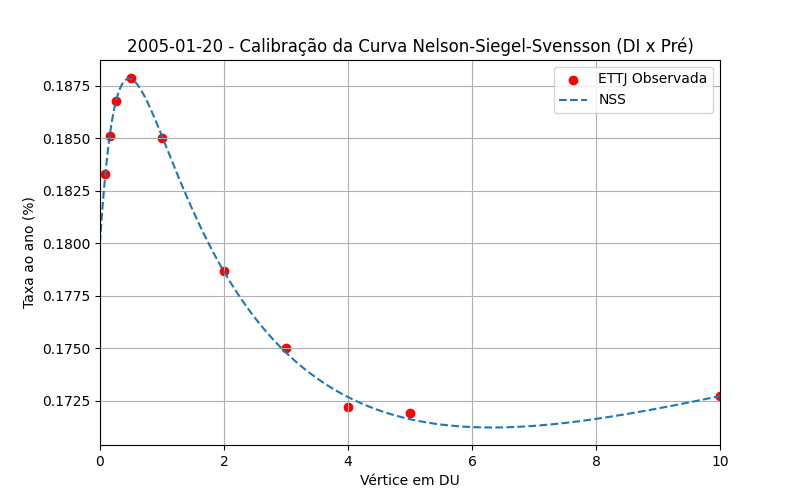 2005-01-20 - Calibração da Curva Nelson-Siegel-Svensson (DI x Pré)
ETTJ Observada
NSS
Taxa ao ano (%)
0.1875
0.1850
0.1825
0.1800
0.1775
0.1750
0.1725
0 2 4 6 8 10
Vértice em DU